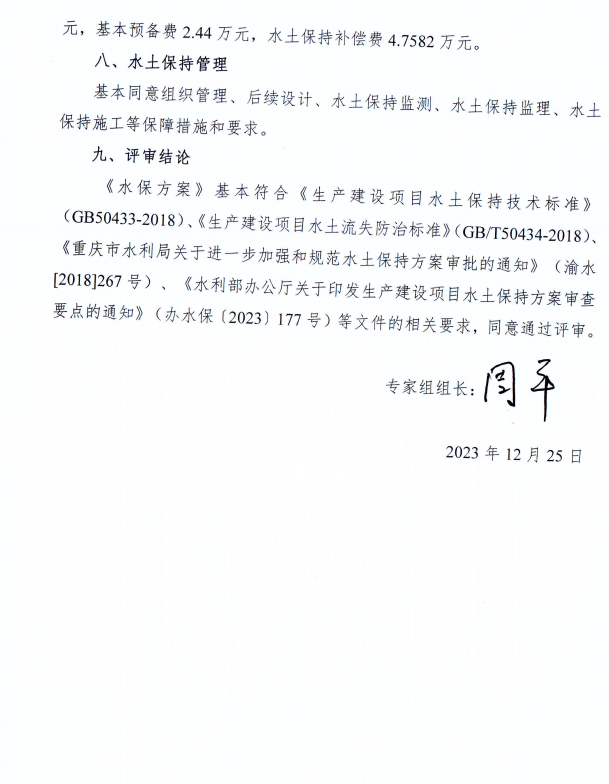 元，基本预备费 2.44 万元，水土保持补偿费 4.7582 万元。
八、水土保持管理
基本同意组织管理、后续设计、水土保持监测、水土保持监理、水土
保持施工等保障措施和要求。
九、评审结论
《水保方案》基本符合《生产建设项目水土保持技术标准》
（GB50433-2018）、《生产建设项目水土流失防治标准》（GB/T50434-2018）、
《重庆市水利局关于进一步加强和规范水土保持方案审批的通知》（渝水
[2018]267 号）、《水利部办公厅关于印发生产建设项目水土保持方案审查
要点的通知》（办水保〔2023〕177 号）等文件的相关要求，同意通过评审。
专家组组长：周平
2023 年 12 月 25 日